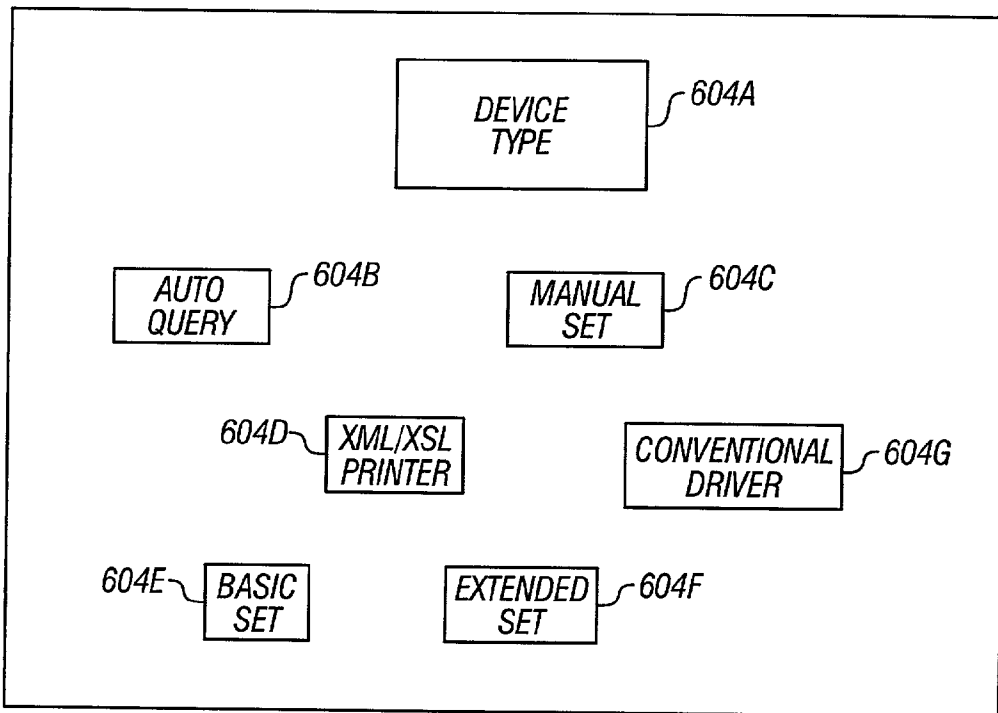 DEVICE
TYPE
604A
AUTO
QUERY
604B
MANUAL
SET
604C
604D
XML/XSL
PRINTER
CONVENTIONAL
DRIVER
604G
604E
BASIC
SET
EXTENDED
SET
604F